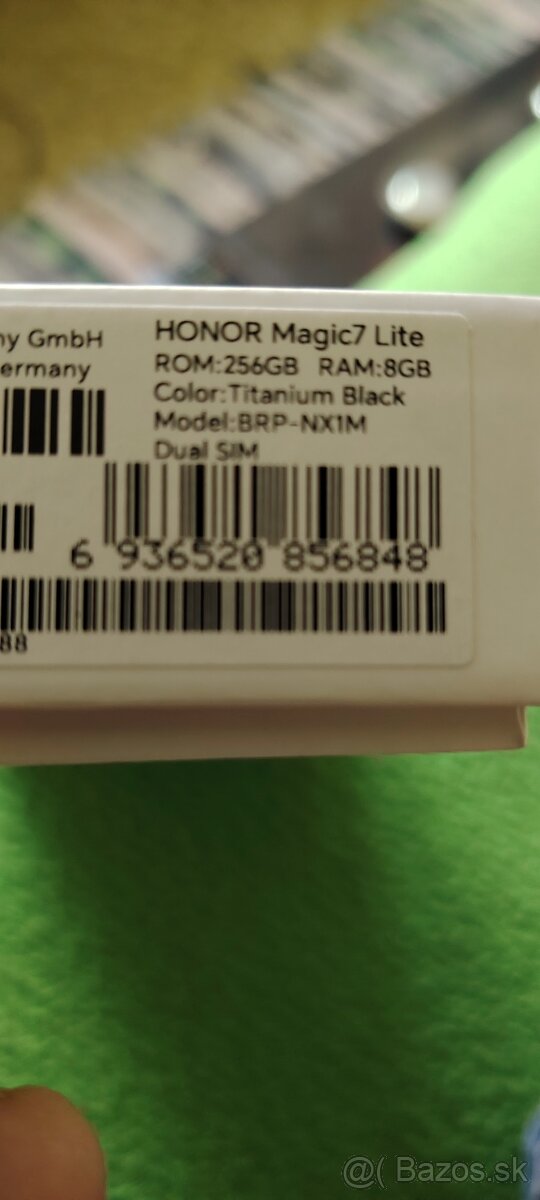 ny GmbH
ermany
HONOR Magic7 Lite
ROM:256GB RAM:8GB
Color:Titanium Black
Model:BRP-NX1M
Dual SIM
6 936520 856848
88
@( Bazos.sk